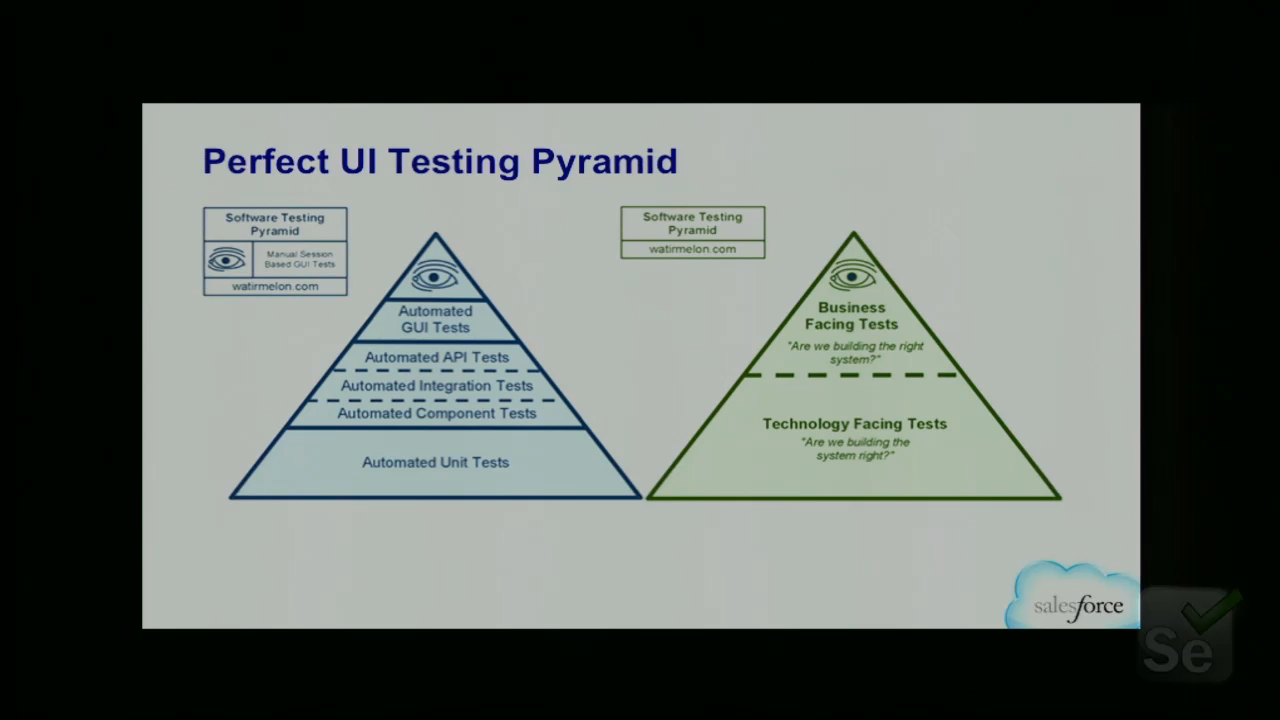 Perfect UI Testing Pyramid
Software Testing
Pyramid
Manual Session
Based GUI Tests
watirmelon.com
Automated
GUI Tests
Automated API Tests
Automated Integration Tests
Automated Component Tests
Automated Unit Tests
Software Testing
Pyramid
watirmelon.com
Business
Facing Tests
"Are we building the right
system?"
Technology Facing Tests
"Are we building the
system right?"
salesforce
Se